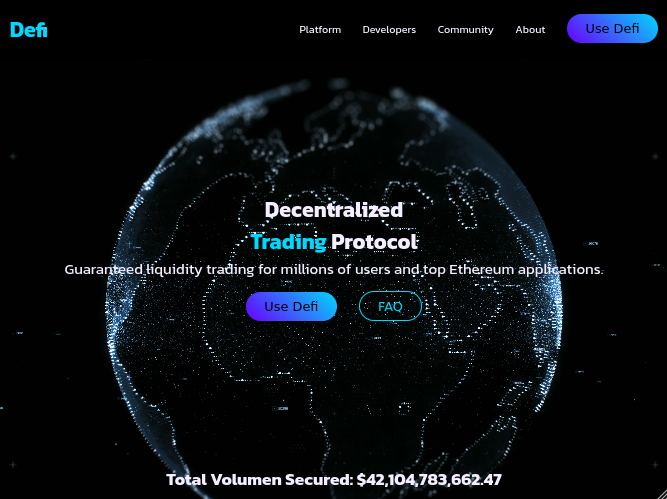 Defi
Platform Developers Community About Use Defi
Decentralized
Trading Protocol
Guaranteed liquidity trading for millions of users and top Ethereum applications.
Use Defi FAQ
Total Volumen Secured: $42,104,783,662.47